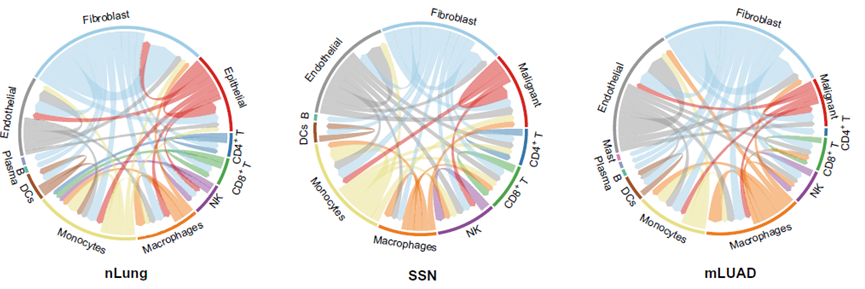 Fibroblast
Epithelial
CD4⁺ T
CD8⁺ T
NK
Macrophages
Monocytes
DCs
B
Plasma
Endothelial
nLung
Fibroblast
Malignant
CD4⁺ T
CD8⁺ T
NK
Macrophages
Monocytes
DCs
B
Endothelial
SSN
Fibroblast
Malignant
CD4⁺ T
CD8⁺ T
NK
Macrophages
Monocytes
DCs
B
Plasma
Mast
Endothelial
mLUAD